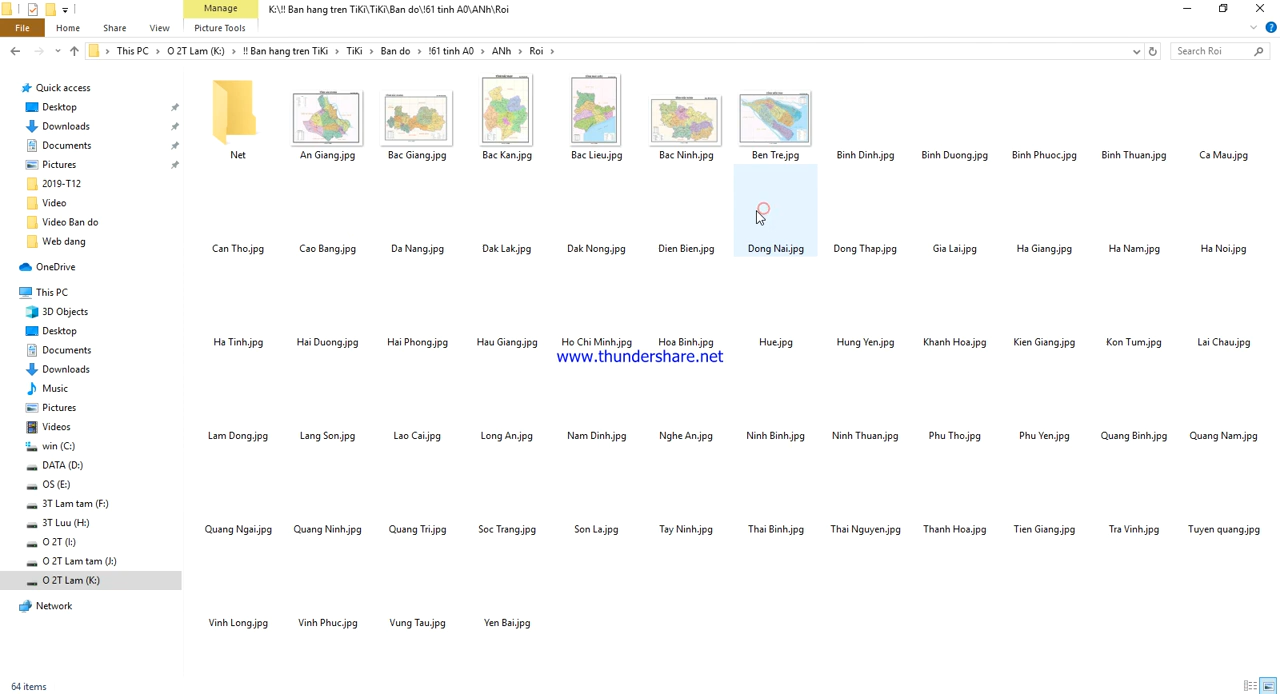 Manage
K:\!! Ban hang tren TiKi\TiKi\Ban do\!61 tinh A0\ANh\Roi
File Home Share View Picture Tools
This PC > O 2T Lam (K:) > !! Ban hang tren TiKi > TiKi > Ban do > !61 tinh A0 > ANh > Roi >
Search Roi
Quick access
Desktop
Downloads
Documents
Pictures
2019-T12
Video
Video Ban do
Web dang
OneDrive
This PC
3D Objects
Desktop
Documents
Downloads
Music
Pictures
Videos
win (C:)
DATA (D:)
OS (E:)
3T Lam tam (F:)
3T Luu (H:)
O 2T (I:)
O 2T Lam tam (J:)
O 2T Lam (K:)
Network
Net An Giang.jpg Bac Giang.jpg Bac Kan.jpg Bac Lieu.jpg Bac Ninh.jpg Ben Tre.jpg Binh Dinh.jpg Binh Duong.jpg Binh Phuoc.jpg Binh Thuan.jpg Ca Mau.jpg
Can Tho.jpg Cao Bang.jpg Da Nang.jpg Dak Lak.jpg Dak Nong.jpg Dien Bien.jpg Dong Nai.jpg Dong Thap.jpg Gia Lai.jpg Ha Giang.jpg Ha Nam.jpg Ha Noi.jpg
Ha Tinh.jpg Hai Duong.jpg Hai Phong.jpg Hau Giang.jpg Ho Chi Minh.jpg Hoa Binh.jpg Hue.jpg Hung Yen.jpg Khanh Hoa.jpg Kien Giang.jpg Kon Tum.jpg Lai Chau.jpg
www.thundershare.net
Lam Dong.jpg Lang Son.jpg Lao Cai.jpg Long An.jpg Nam Dinh.jpg Nghe An.jpg Ninh Binh.jpg Ninh Thuan.jpg Phu Tho.jpg Phu Yen.jpg Quang Binh.jpg Quang Nam.jpg
Quang Ngai.jpg Quang Ninh.jpg Quang Tri.jpg Soc Trang.jpg Son La.jpg Tay Ninh.jpg Thai Binh.jpg Thai Nguyen.jpg Thanh Hoa.jpg Tien Giang.jpg Tra Vinh.jpg Tuyen quang.jpg
Vinh Long.jpg Vinh Phuc.jpg Vung Tau.jpg Yen Bai.jpg
64 items